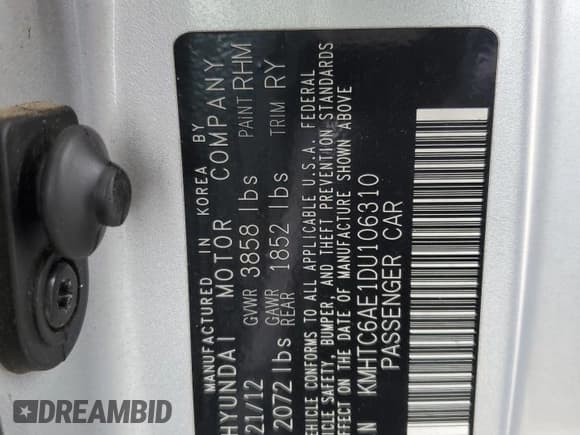 MANUFACTURED IN KOREA BY
HYUNDAI MOTOR COMPANY
21/12 GVWR 3858 lbs PAINT RHM
GAWR
2072 lbs REAR 1852 lbs TRIM RY
VEHICLE CONFORMS TO ALL APPLICABLE U.S.A. FEDERAL
VEHICLE SAFETY, BUMPER, AND THEFT PREVENTION STANDARDS
EFFECT ON THE DATE OF MANUFACTURE SHOWN ABOVE
KMHTC6AE1DU106310
PASSENGER CAR
DREAMBID
DREAMBID